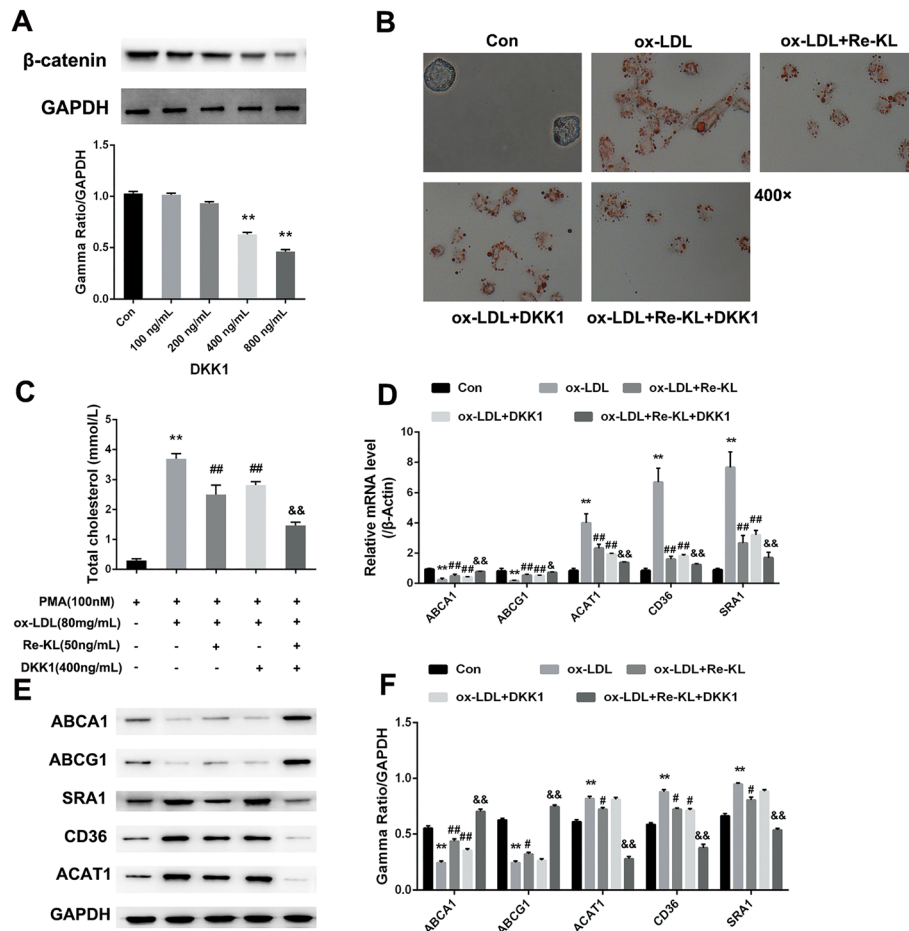 A
β-catenin
GAPDH
Gamma Ratio/GAPDH
1.5
1.0
0.5
0.0
** **
Con
100 ng/mL
200 ng/mL
400 ng/mL
800 ng/mL
DKK1
B
Con
ox-LDL
ox-LDL+Re-KL
400×
ox-LDL+DKK1
ox-LDL+Re-KL+DKK1
C
Total cholesterol (mmol/L)
5
4
3
2
1
0
** ## ## &&
PMA(100nM) + + + + +
ox-LDL(80mg/mL) - + + + +
Re-KL(50ng/mL) - - + - +
DKK1(400ng/mL) - - - + +
D
Con
ox-LDL
ox-LDL+Re-KL
ox-LDL+DKK1
ox-LDL+Re-KL+DKK1
Relative mRNA level
(/β-Actin)
10
8
6
4
2
0
** ## ## &&
** ## ## &
** ## ## &&
** ## ## &&
** ## ## &&
ABCA1
ABCG1
ACAT1
CD36
SRA1
E
ABCA1
ABCG1
SRA1
CD36
ACAT1
GAPDH
F
Con
ox-LDL
ox-LDL+Re-KL
ox-LDL+DKK1
ox-LDL+Re-KL+DKK1
Gamma Ratio/GAPDH
1.5
1.0
0.5
0.0
** ## ## &&
** # &&
** # &&
** # # &&
** # &&
ABCA1
ABCG1
ACAT1
CD36
SRA1